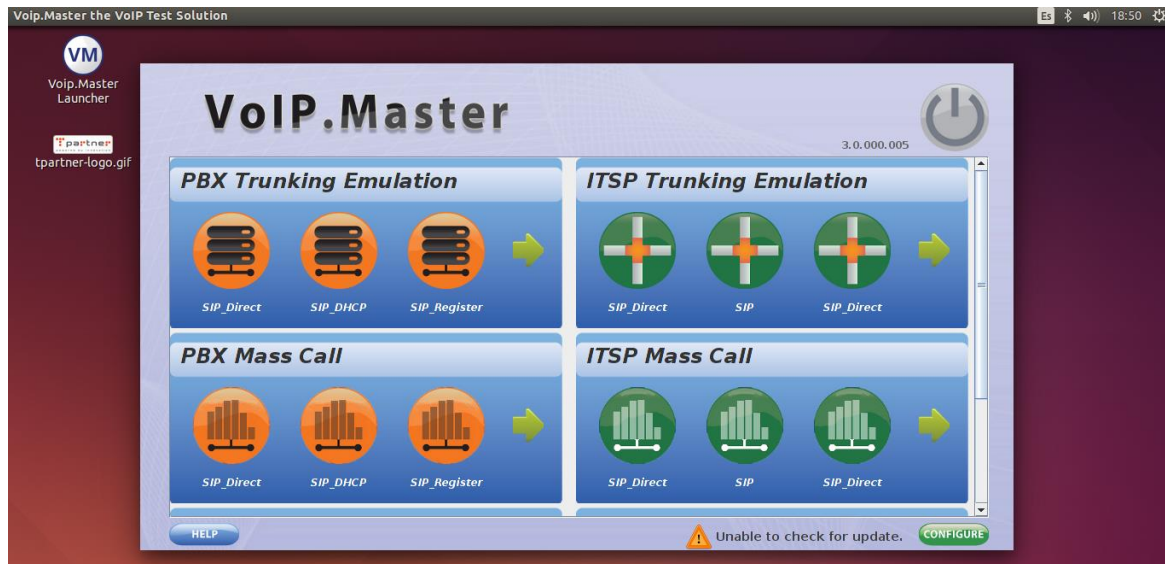 Voip.Master the VoIP Test Solution
Es
18:50
VM
Voip.Master
Launcher
Tpartner
tpartner-logo.gif
VoIP.Master
3.0.000.005
PBX Trunking Emulation
SIP_Direct
SIP_DHCP
SIP_Register
ITSP Trunking Emulation
SIP_Direct
SIP
SIP_Direct
PBX Mass Call
SIP_Direct
SIP_DHCP
SIP_Register
ITSP Mass Call
SIP_Direct
SIP
SIP_Direct
HELP
Unable to check for update.
CONFIGURE